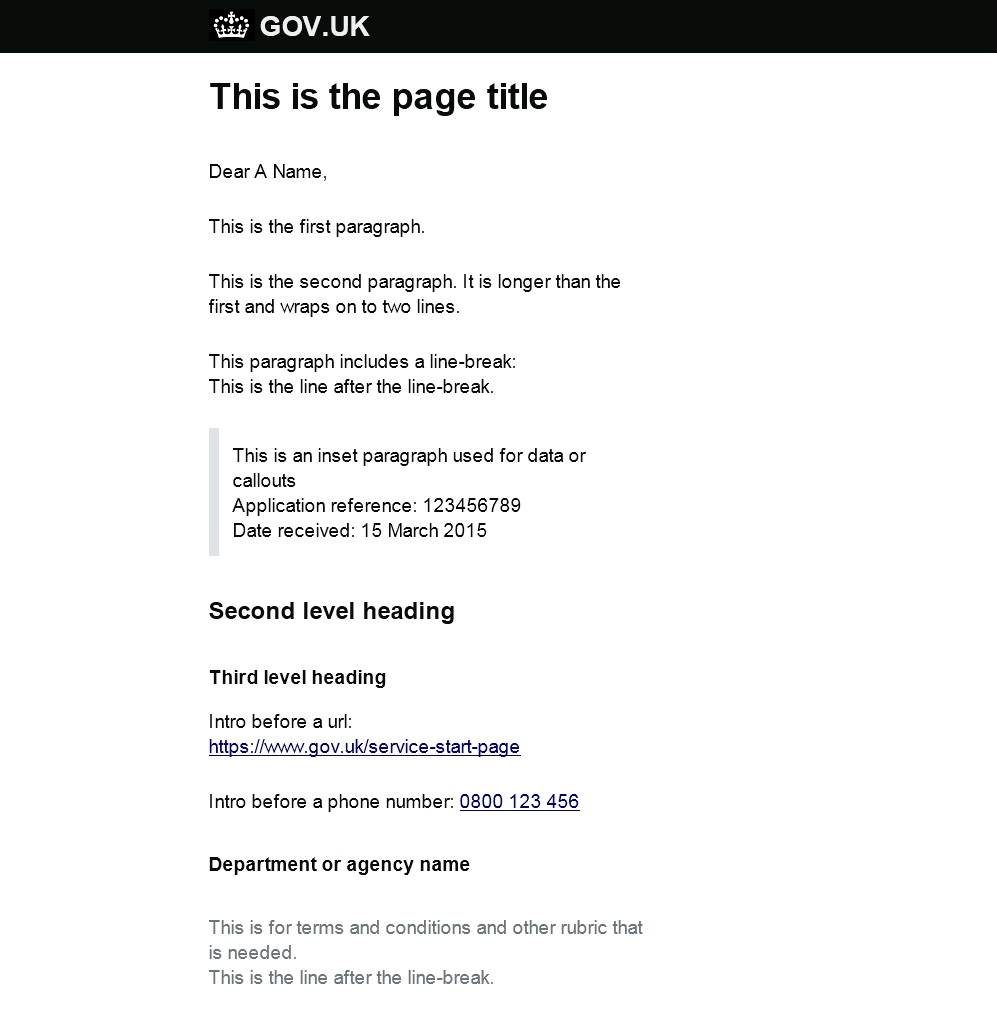 GOV.UK
This is the page title
Dear A Name,
This is the first paragraph.
This is the second paragraph. It is longer than the
first and wraps on to two lines.
This paragraph includes a line-break:
This is the line after the line-break.
This is an inset paragraph used for data or
callouts
Application reference: 123456789
Date received: 15 March 2015
Second level heading
Third level heading
Intro before a url:
https://www.gov.uk/service-start-page
Intro before a phone number: 0800 123 456
Department or agency name
This is for terms and conditions and other rubric that
is needed.
This is the line after the line-break.